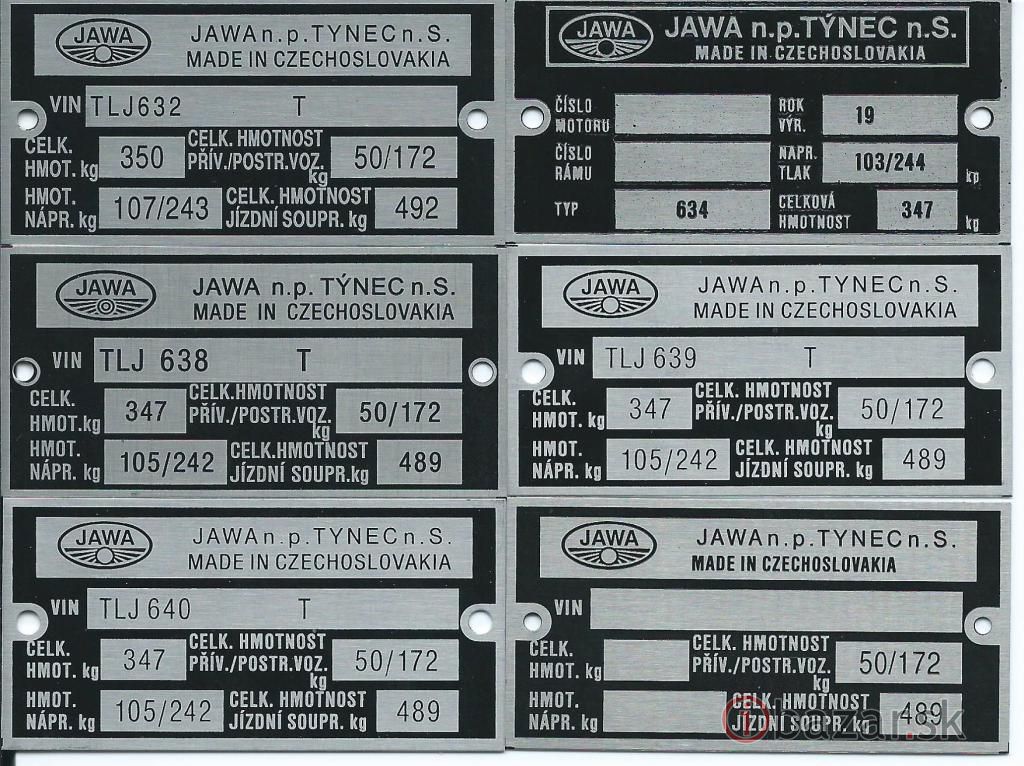 JAWA
JAWA n.p. TYNEC n.S.
MADE IN CZECHOSLOVAKIA
VIN TLJ632 T
CELK. HMOT. kg 350
CELK. HMOTNOST PŘÍV./POSTR.VOZ. kg 50/172
HMOT. NÁPR. kg 107/243
CELK. HMOTNOST JÍZDNÍ SOUPR. kg 492
JAWA
JAWA n.p. TÝNEC n.S.
MADE IN CZECHOSLOVAKIA
ČÍSLO MOTORU
ROK VÝR. 19
ČÍSLO RÁMU
NAPR. TLAK 103/244 kp
TYP 634
CELKOVÁ HMOTNOST 347 kg
JAWA
JAWA n.p. TÝNEC n.S.
MADE IN CZECHOSLOVAKIA
VIN TLJ 638 T
CELK. HMOT.kg 347
CELK. HMOTNOST PŘÍV./POSTR.VOZ. kg 50/172
HMOT. NÁPR. kg 105/242
CELK.HMOTNOST JÍZDNÍ SOUPR.kg 489
JAWA
JAWA n.p. TYNEC n.S.
MADE IN CZECHOSLOVAKIA
VIN TLJ 639 T
CELK. HMOT.kg 347
CELK. HMOTNOST PŘÍV./POSTR.VOZ. kg 50/172
HMOT. NÁPR. kg 105/242
CELK. HMOTNOST JÍZDNÍ SOUPR. kg 489
JAWA
JAWA n.p. TYNEC n.S.
MADE IN CZECHOSLOVAKIA
VIN TLJ 640 T
CELK. HMOT. kg 347
CELK. HMOTNOST PŘÍV./POSTR.VOZ. kg 50/172
HMOT. NÁPR. kg 105/242
CELK. HMOTNOST JÍZDNÍ SOUPR. kg 489
JAWA
JAWA n.p. TYNEC n.S.
MADE IN CZECHOSLOVAKIA
VIN
CELK. HMOT. kg
CELK. HMOTNOST PŘÍV./POSTR.VOZ. kg 50/172
HMOT. NÁPR. kg
CELK. HMOTNOST JÍZDNÍ SOUPR. kg 489
bazar.sk